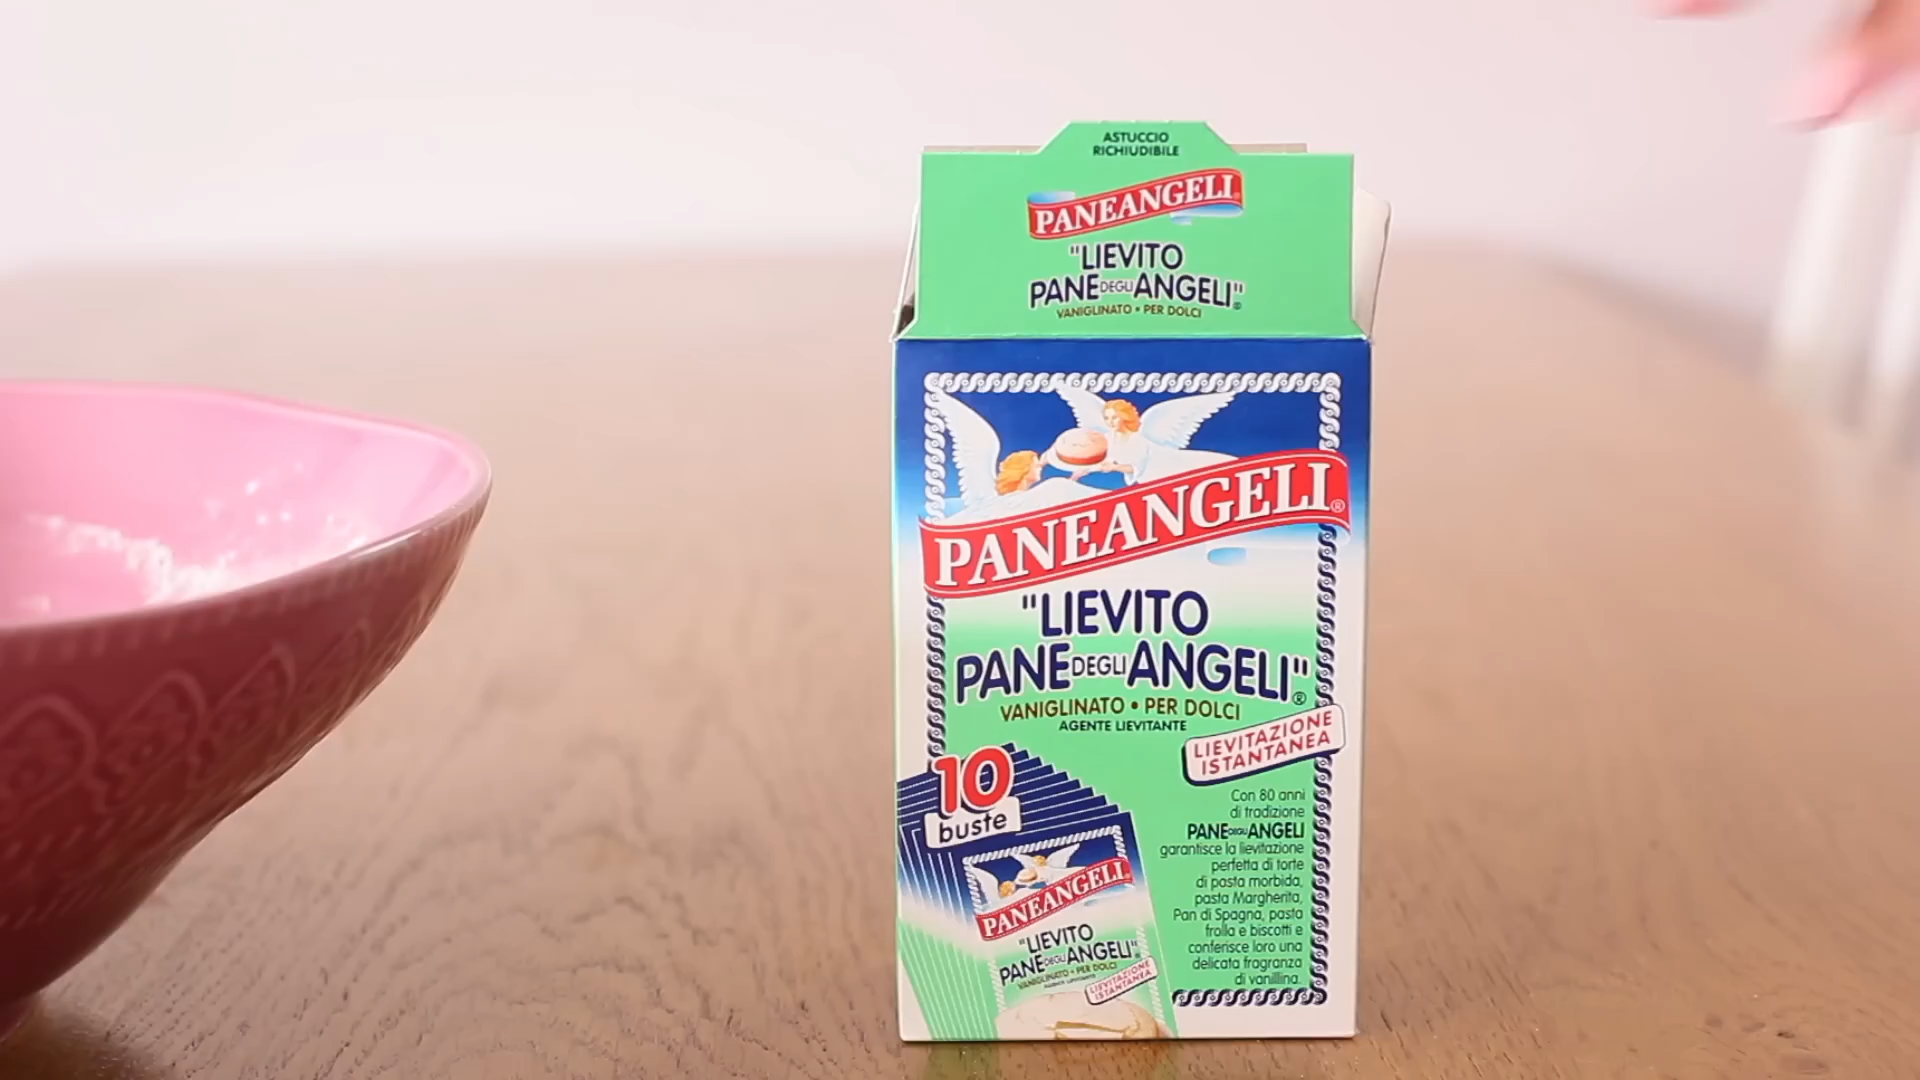 ASTUCCIO
RICHIUDIBILE
PANEANGELI
"LIEVITO
PANE DEGLI ANGELI"®
VANIGLINATO • PER DOLCI
PANEANGELI®
"LIEVITO
PANE DEGLI ANGELI"®
VANIGLINATO • PER DOLCI
AGENTE LIEVITANTE
LIEVITAZIONE
ISTANTANEA
10
buste
Con 80 anni
di tradizione
PANE DEGLI ANGELI
garantisce la lievitazione
perfetta di torte
di pasta morbida,
pasta Margherita,
Pan di Spagna, pasta
frolla e biscotti e
conferisce loro una
delicata fragranza
di vanillina.
PANEANGELI
"LIEVITO
PANE DEGLI ANGELI"
VANIGLINATO • PER DOLCI
LIEVITAZIONE
ISTANTANEA